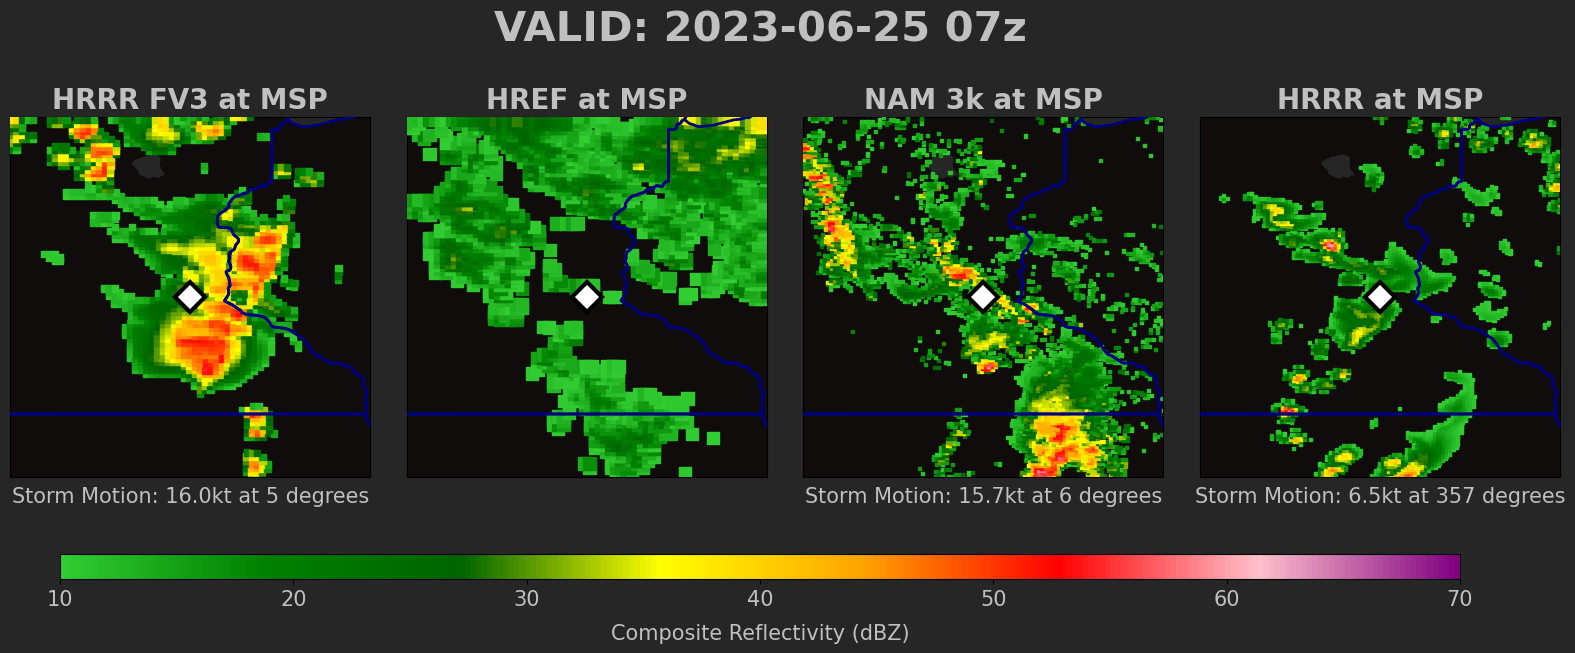 VALID: 2023-06-25 07z
HRRR FV3 at MSP
HREF at MSP
NAM 3k at MSP
HRRR at MSP
Storm Motion: 16.0kt at 5 degrees
Storm Motion: 15.7kt at 6 degrees
Storm Motion: 6.5kt at 357 degrees
10 20 30 40 50 60 70
Composite Reflectivity (dBZ)